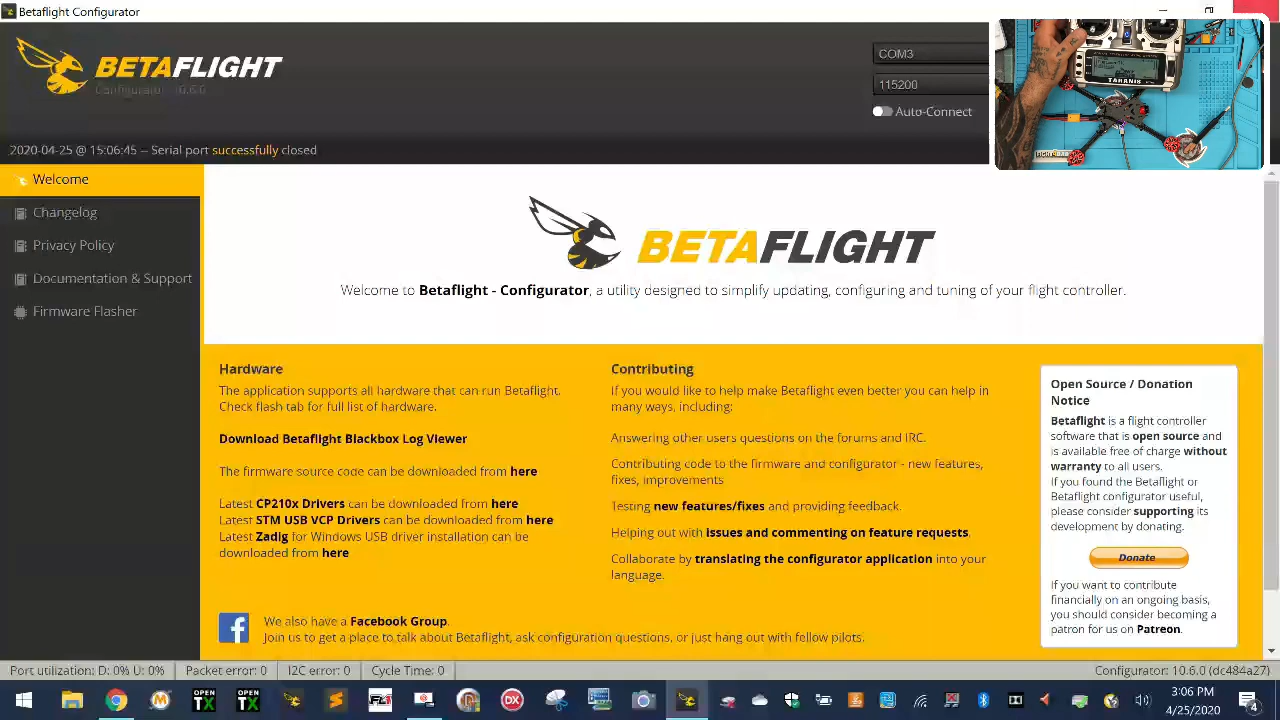 Betaflight Configurator
BETAFLIGHT
Configurator 10.6.0
COM3
115200
Auto-Connect
TARANIS
2020-04-25 @ 15:06:45 -- Serial port successfully closed
Welcome
Changelog
Privacy Policy
Documentation & Support
Firmware Flasher
BETAFLIGHT
Welcome to Betaflight - Configurator, a utility designed to simplify updating, configuring and tuning of your flight controller.
Hardware
The application supports all hardware that can run Betaflight.
Check flash tab for full list of hardware.
Download Betaflight Blackbox Log Viewer
The firmware source code can be downloaded from here
Latest CP210x Drivers can be downloaded from here
Latest STM USB VCP Drivers can be downloaded from here
Latest Zadig for Windows USB driver installation can be
downloaded from here
Contributing
If you would like to help make Betaflight even better you can help in
many ways, including:
Answering other users questions on the forums and IRC.
Contributing code to the firmware and configurator - new features,
fixes, improvements
Testing new features/fixes and providing feedback.
Helping out with issues and commenting on feature requests.
Collaborate by translating the configurator application into your
language.
Open Source / Donation
Notice
Betaflight is a flight controller
software that is open source and
is available free of charge without
warranty to all users.
If you found the Betaflight or
Betaflight configurator useful,
please consider supporting its
development by donating.
Donate
If you want to contribute
financially on an ongoing basis,
you should consider becoming a
patron for us on Patreon.
We also have a Facebook Group.
Join us to get a place to talk about Betaflight, ask configuration questions, or just hang out with fellow pilots.
Port utilization: D: 0% U: 0%
Packet error: 0
I2C error: 0
Cycle Time: 0
Configurator: 10.6.0 (dc484a27)
OPEN
TX
OPEN
TX
DX
3:06 PM
4/25/2020
4